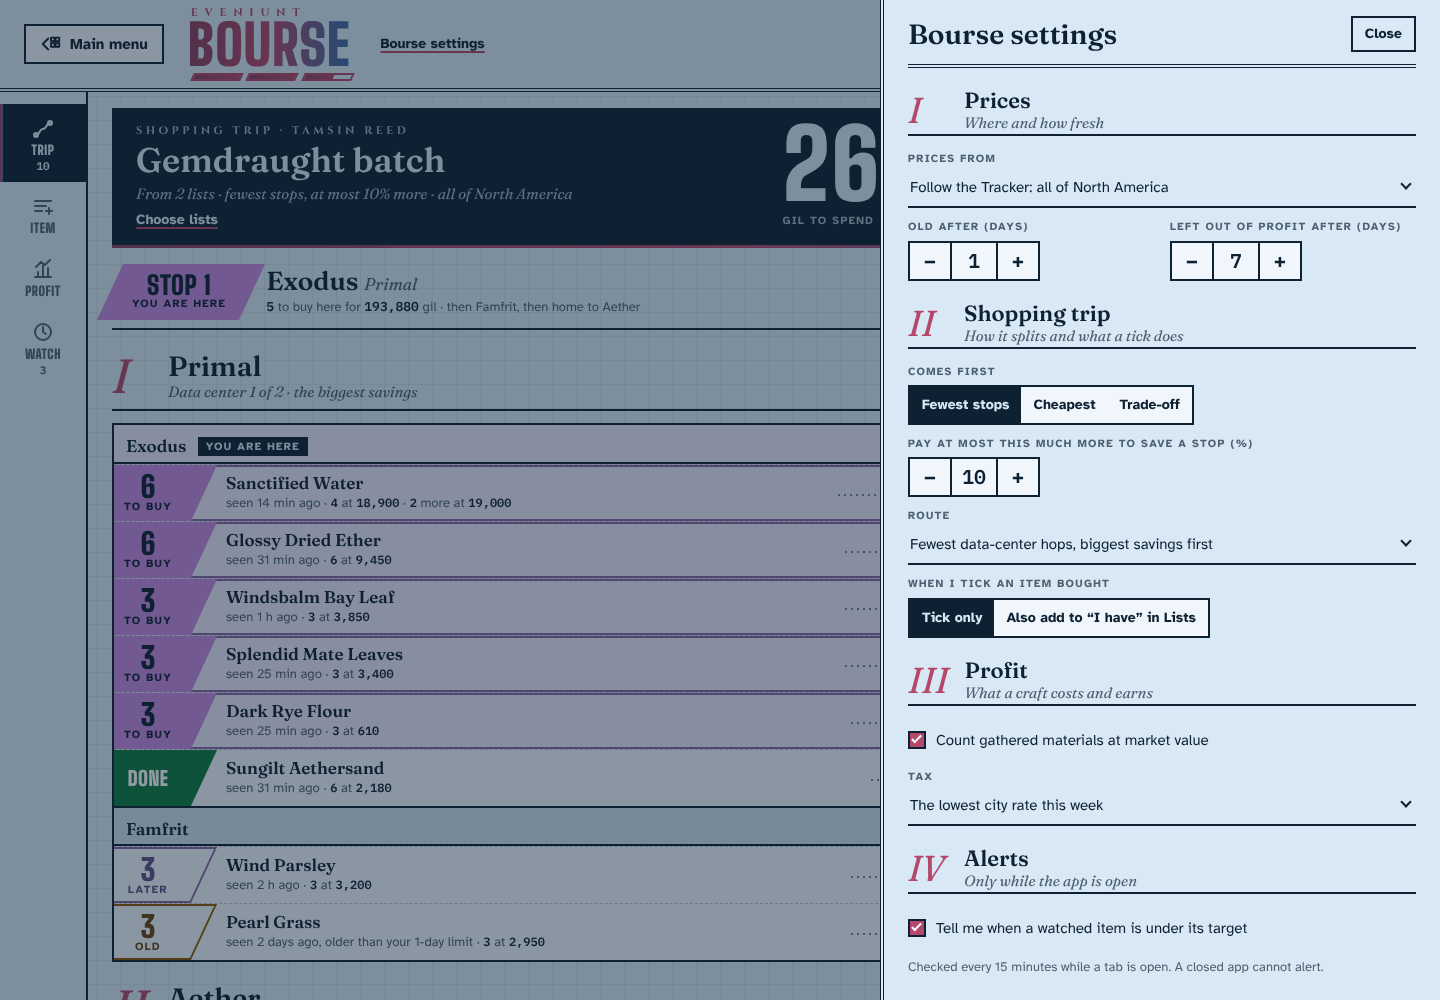 Main menu
EVENIUNT
BOURSE
Bourse settings
TRIP
10
ITEM
PROFIT
WATCH
3
SHOPPING TRIP · TAMSIN REED
Gemdraught batch
From 2 lists · fewest stops, at most 10% more · all of North America
Choose lists
26
GIL TO SPEND
STOP 1
YOU ARE HERE
Exodus Primal
5 to buy here for 193,880 gil · then Famfrit, then home to Aether
I
Primal
Data center 1 of 2 · the biggest savings
Exodus YOU ARE HERE
6
TO BUY
Sanctified Water
seen 14 min ago · 4 at 18,900 · 2 more at 19,000
6
TO BUY
Glossy Dried Ether
seen 31 min ago · 6 at 9,450
3
TO BUY
Windsbalm Bay Leaf
seen 1 h ago · 3 at 3,850
3
TO BUY
Splendid Mate Leaves
seen 25 min ago · 3 at 3,400
3
TO BUY
Dark Rye Flour
seen 25 min ago · 3 at 610
DONE
Sungilt Aethersand
seen 31 min ago · 6 at 2,180
Famfrit
3
LATER
Wind Parsley
seen 2 h ago · 3 at 3,200
3
OLD
Pearl Grass
seen 2 days ago, older than your 1-day limit · 3 at 2,950
II
Aether
Bourse settings
Close
I
Prices
Where and how fresh
PRICES FROM
Follow the Tracker: all of North America
OLD AFTER (DAYS)
− 1 +
LEFT OUT OF PROFIT AFTER (DAYS)
− 7 +
II
Shopping trip
How it splits and what a tick does
COMES FIRST
Fewest stops Cheapest Trade-off
PAY AT MOST THIS MUCH MORE TO SAVE A STOP (%)
− 10 +
ROUTE
Fewest data-center hops, biggest savings first
WHEN I TICK AN ITEM BOUGHT
Tick only Also add to “I have” in Lists
III
Profit
What a craft costs and earns
Count gathered materials at market value
TAX
The lowest city rate this week
IV
Alerts
Only while the app is open
Tell me when a watched item is under its target
Checked every 15 minutes while a tab is open. A closed app cannot alert.